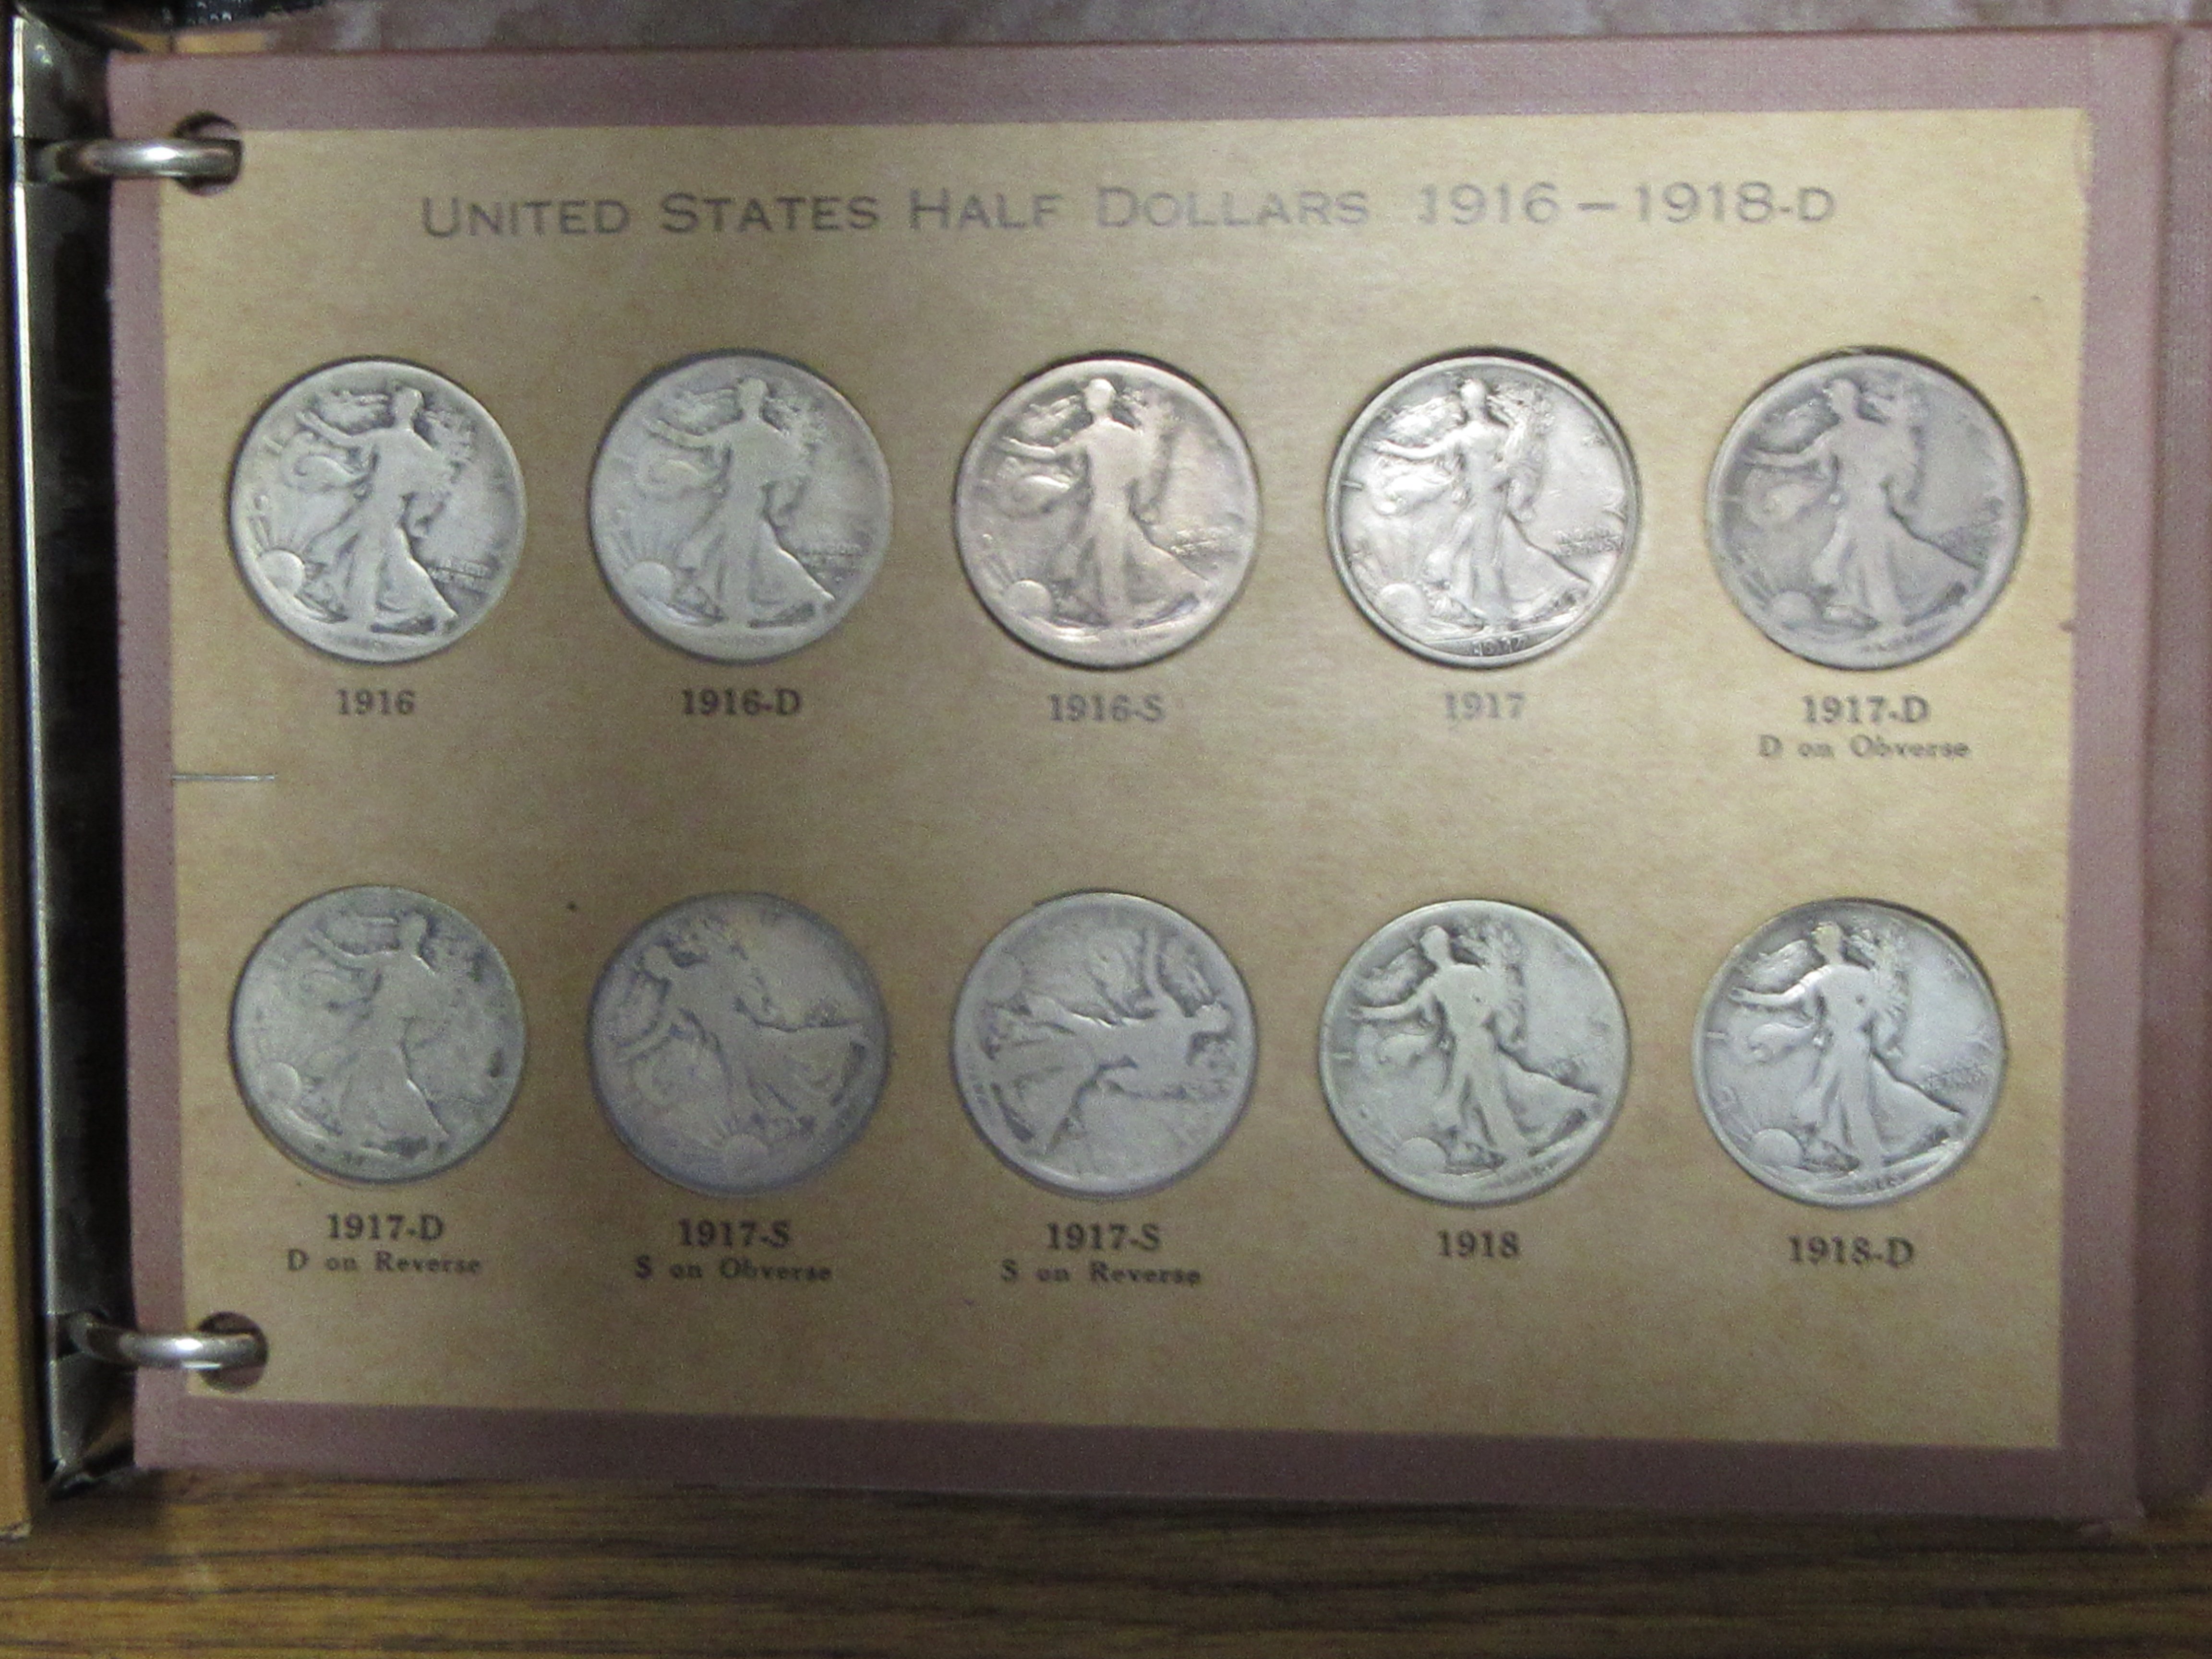 UNITED STATES HALF DOLLARS 1916-1918-D
1916
1916-D
1916-S
1917
1917-D
D on Obverse
1917-D
D on Reverse
1917-S
S on Obverse
1917-S
S on Reverse
1918
1918-D